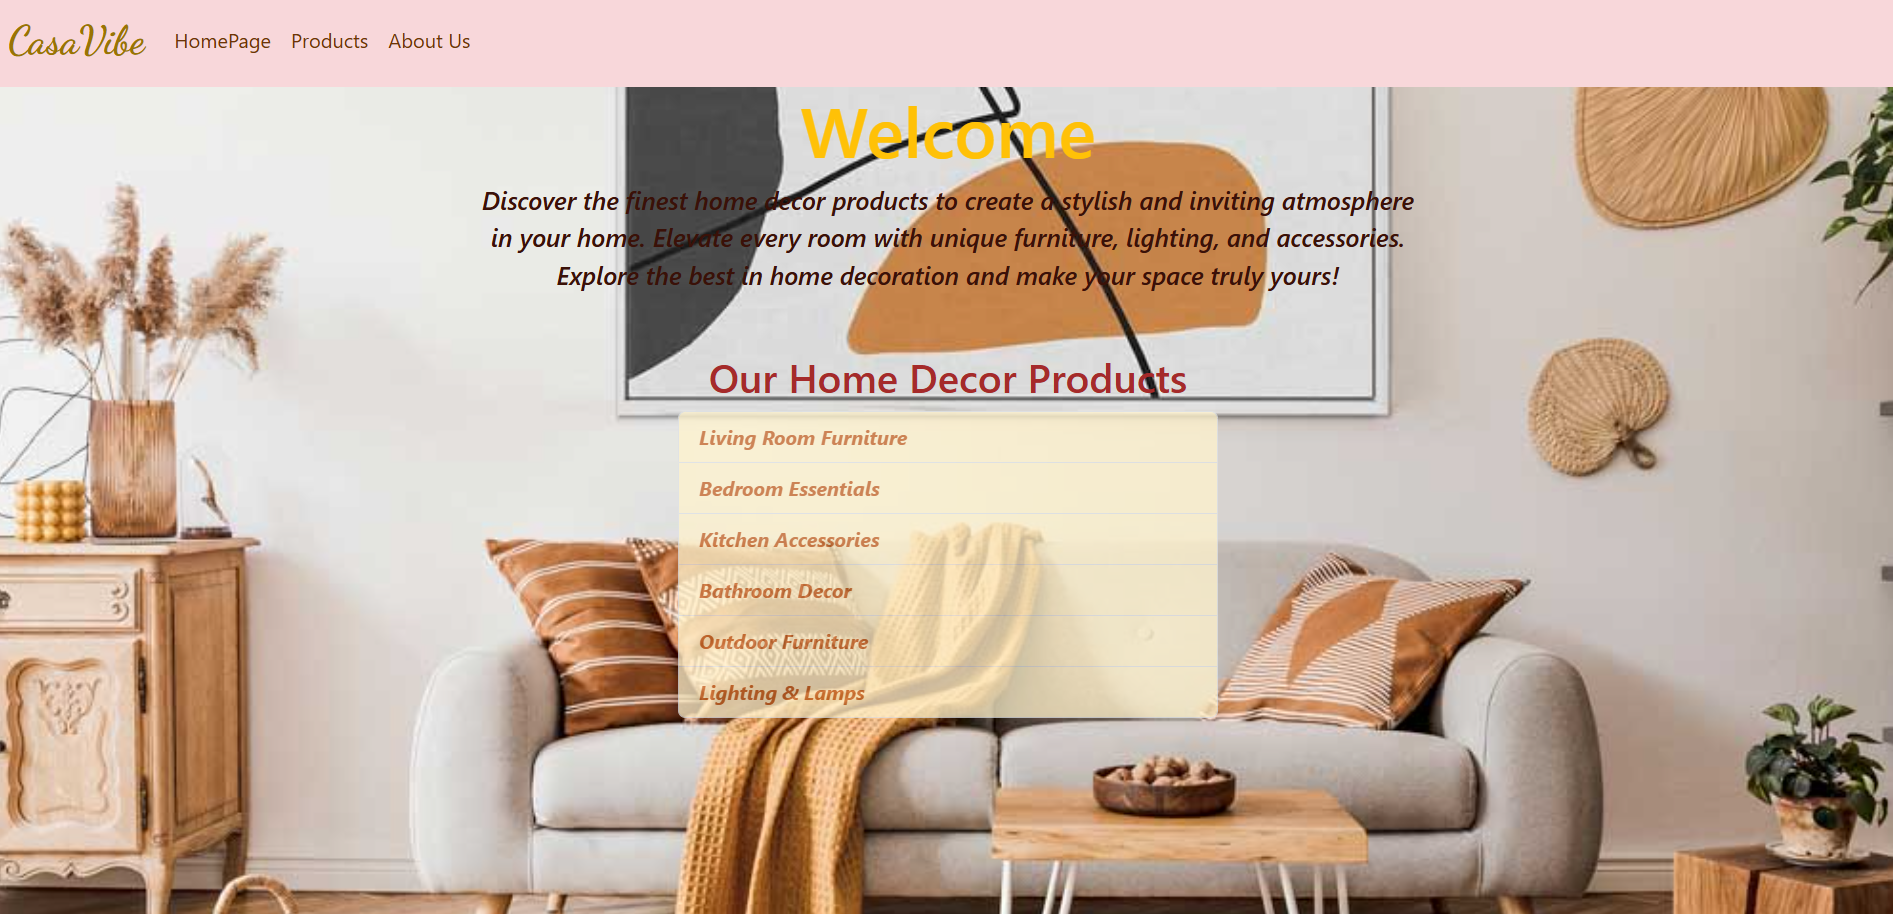 CasaVibe HomePage Products About Us
Welcome
Discover the finest home decor products to create a stylish and inviting atmosphere
in your home. Elevate every room with unique furniture, lighting, and accessories.
Explore the best in home decoration and make your space truly yours!
Our Home Decor Products
Living Room Furniture
Bedroom Essentials
Kitchen Accessories
Bathroom Decor
Outdoor Furniture
Lighting & Lamps